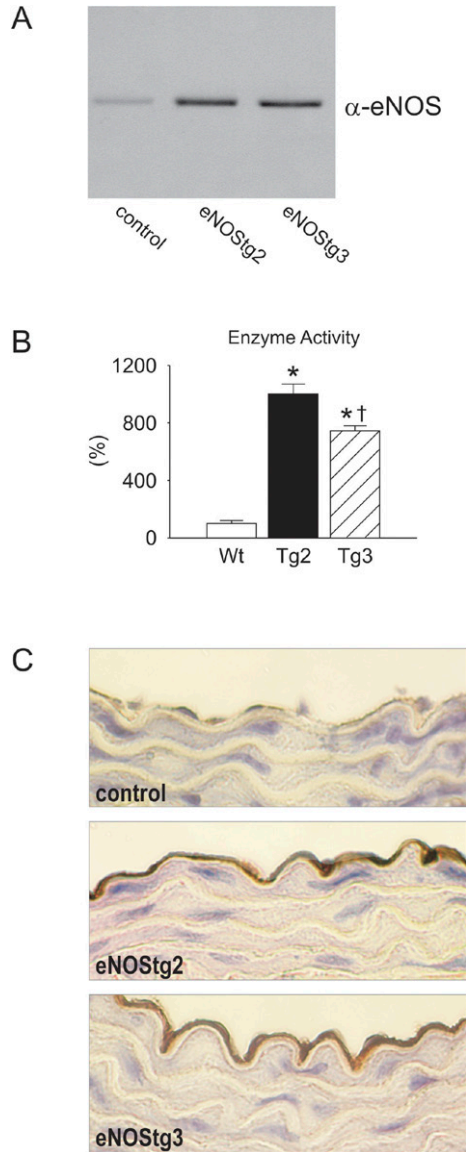 A
α-eNOS
control
eNOStg2
eNOStg3
B
Enzyme Activity
1200
800
400
0
(%)
*
*†
Wt
Tg2
Tg3
C
control
eNOStg2
eNOStg3